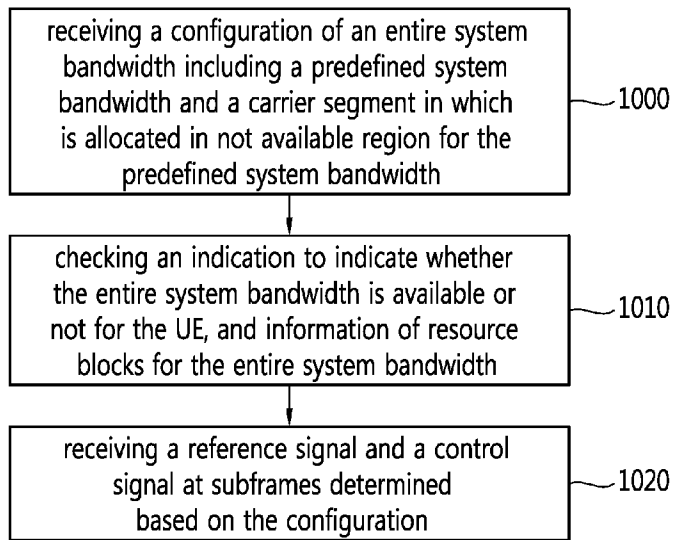 receiving a configuration of an entire system
bandwidth including a predefined system
bandwidth and a carrier segment in which
is allocated in not available region for the
predefined system bandwidth
1000
checking an indication to indicate whether
the entire system bandwidth is available or
not for the UE, and information of resource
blocks for the entire system bandwidth
1010
receiving a reference signal and a control
signal at subframes determined
based on the configuration
1020